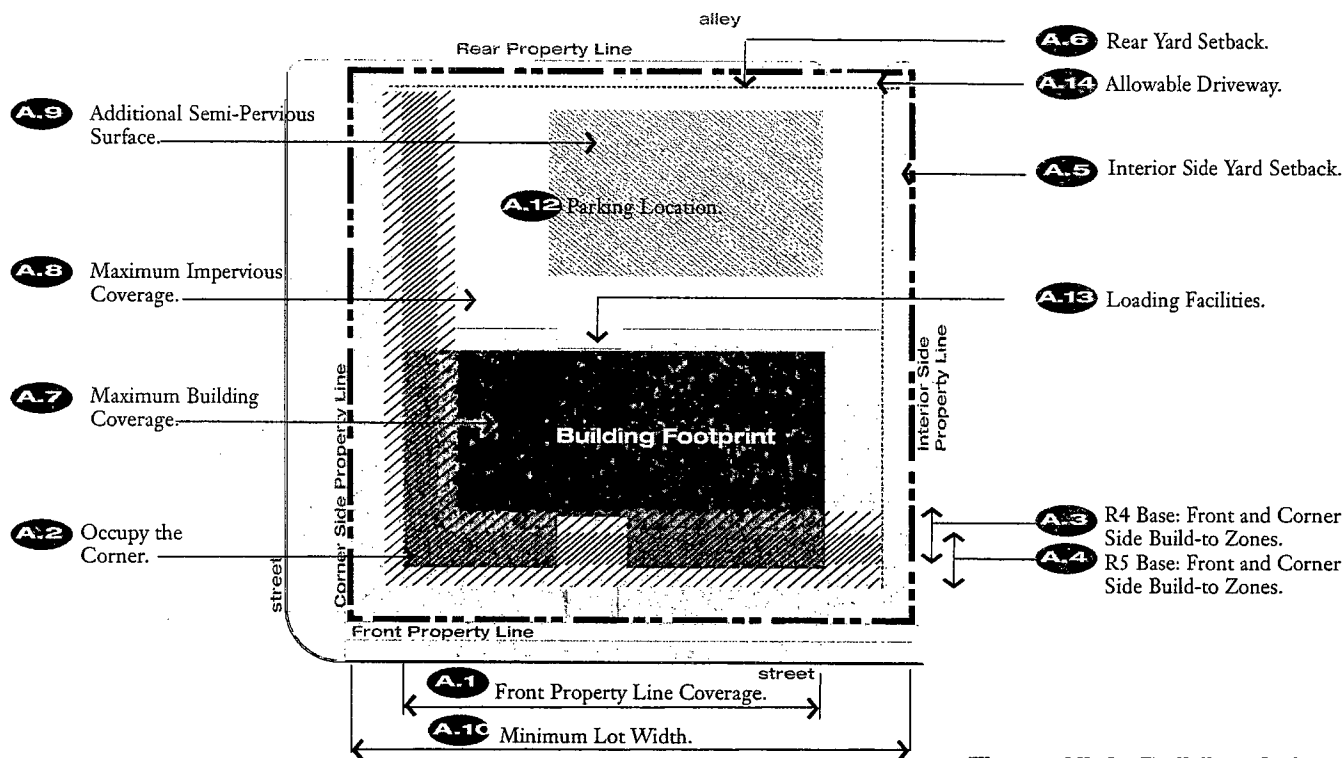 alley
Rear Property Line
A.6 Rear Yard Setback.
A.14 Allowable Driveway.
A.9 Additional Semi-Pervious
Surface.
A.5 Interior Side Yard Setback.
A.12 Parking Location.
A.8 Maximum Impervious
Coverage.
A.13 Loading Facilities.
Interior Side
Property Line
A.7 Maximum Building
Coverage.
Building Footprint
Corner Side Property Line
A.2 Occupy the
Corner.
A.3 R4 Base: Front and Corner
Side Build-to Zones.
A.4 R5 Base: Front and Corner
Side Build-to Zones.
street
Front Property Line
street
A.1 Front Property Line Coverage.
A.10 Minimum Lot Width.